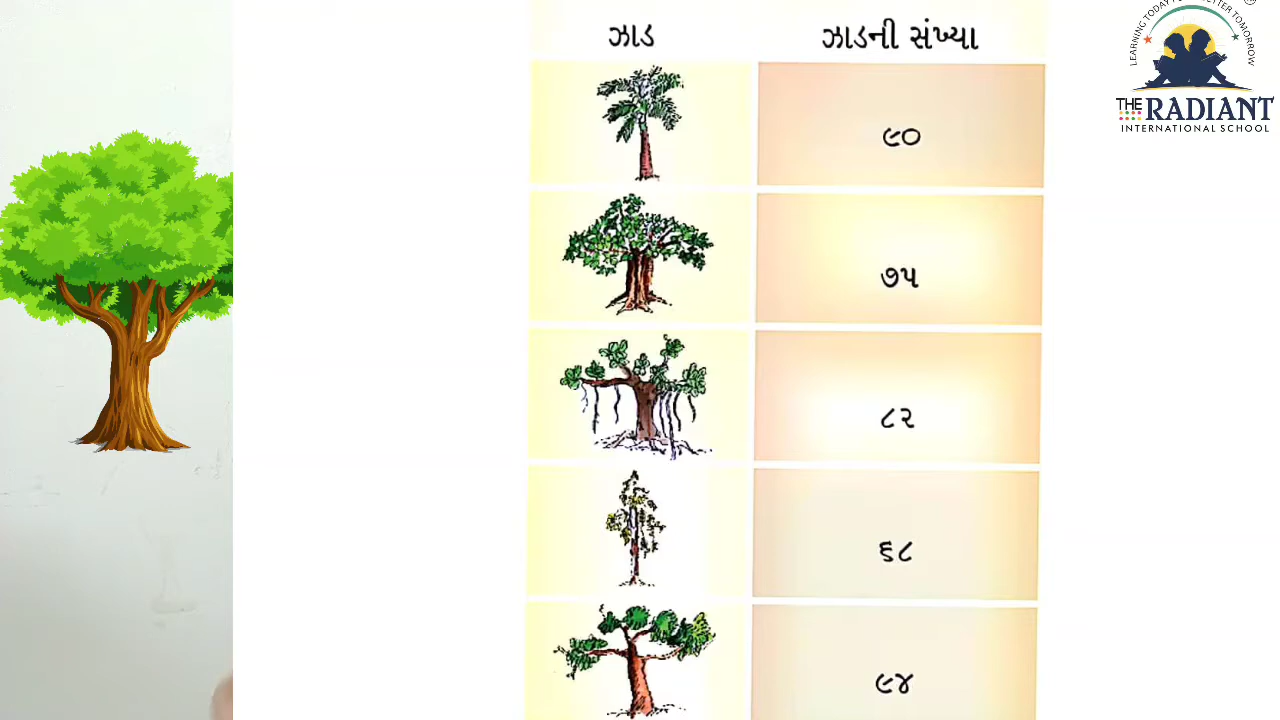 ઝાડ ઝાડની સંખ્યા
૯૦
૭૫
૮૨
૬૮
૯૪
THE RADIANT
INTERNATIONAL SCHOOL